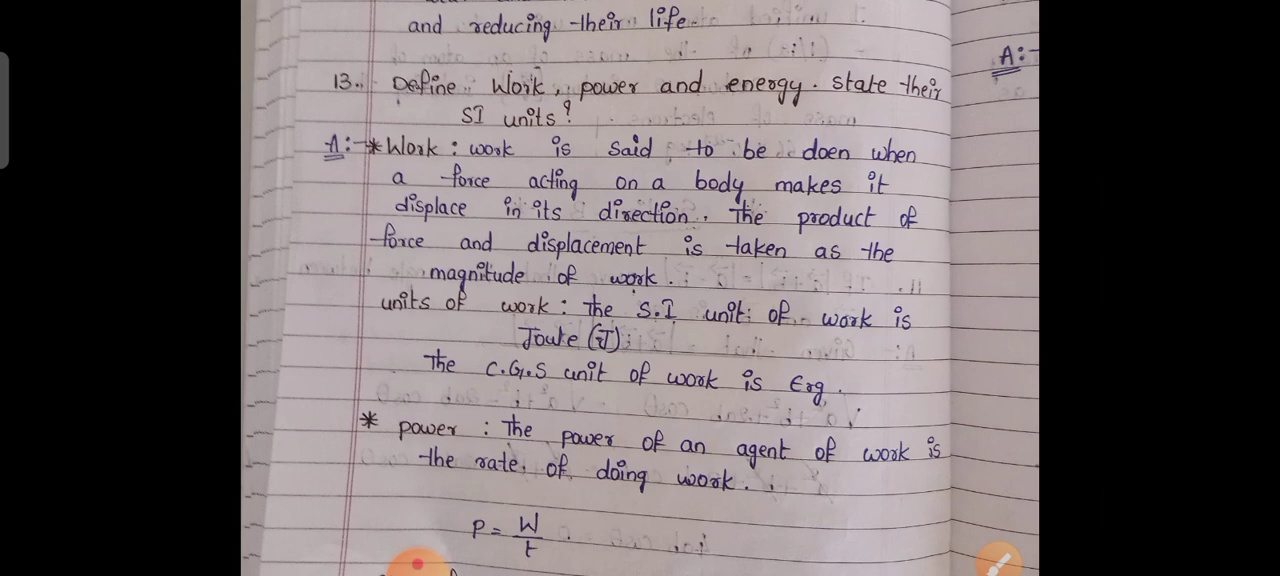 and reducing their life.
A:-
13. Define Work, power and energy. state their
SI units?
A:- * Work : work is said to be doen when
a force acting on a body makes it
displace in its direction. The product of
force and displacement is taken as the
magnitude of work.
units of work : the S.I unit of work is
Joule (J).
The C.G.S unit of work is Erg.
* power : The power of an agent of work is
the rate of doing work.
P = W/t